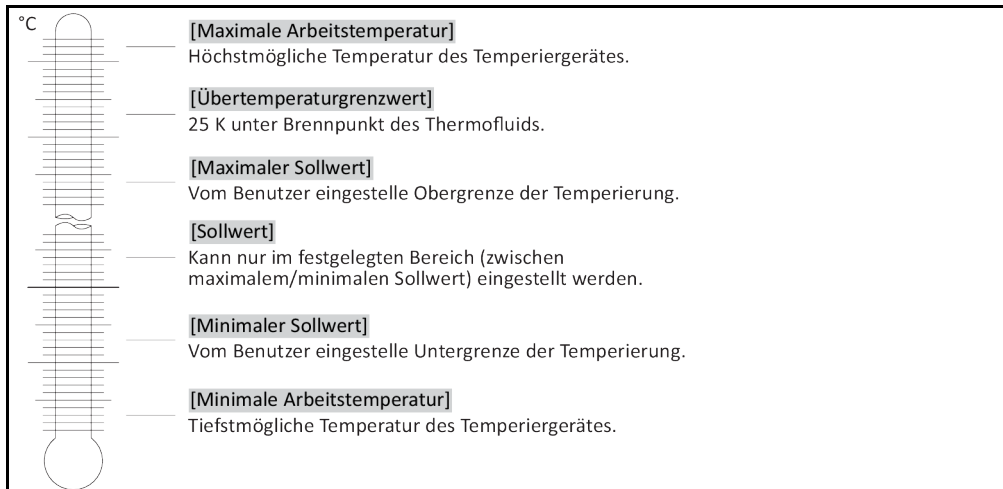 °C
[Maximale Arbeitstemperatur]
Höchstmögliche Temperatur des Temperiergerätes.
[Übertemperaturgrenzwert]
25 K unter Brennpunkt des Thermofluids.
[Maximaler Sollwert]
Vom Benutzer eingestelle Obergrenze der Temperierung.
[Sollwert]
Kann nur im festgelegten Bereich (zwischen
maximalem/minimalen Sollwert) eingestellt werden.
[Minimaler Sollwert]
Vom Benutzer eingestelle Untergrenze der Temperierung.
[Minimale Arbeitstemperatur]
Tiefstmögliche Temperatur des Temperiergerätes.